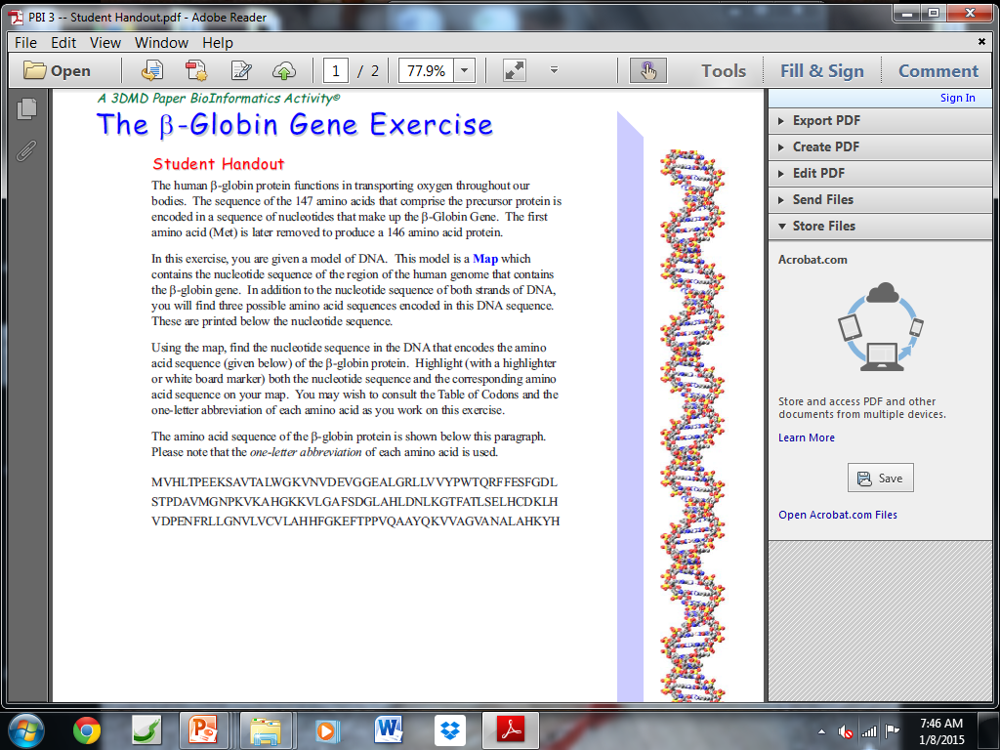 PBI 3 -- Student Handout.pdf - Adobe Reader
File Edit View Window Help
Open 1 / 2 77.9% Tools Fill & Sign Comment
Sign In
Export PDF
Create PDF
Edit PDF
Send Files
Store Files
Acrobat.com
Store and access PDF and other
documents from multiple devices.
Learn More
Save
Open Acrobat.com Files
A 3DMD Paper BioInformatics Activity©
The β-Globin Gene Exercise
Student Handout
The human β-globin protein functions in transporting oxygen throughout our
bodies. The sequence of the 147 amino acids that comprise the precursor protein is
encoded in a sequence of nucleotides that make up the β-Globin Gene. The first
amino acid (Met) is later removed to produce a 146 amino acid protein.
In this exercise, you are given a model of DNA. This model is a Map which
contains the nucleotide sequence of the region of the human genome that contains
the β-globin gene. In addition to the nucleotide sequence of both strands of DNA,
you will find three possible amino acid sequences encoded in this DNA sequence.
These are printed below the nucleotide sequence.
Using the map, find the nucleotide sequence in the DNA that encodes the amino
acid sequence (given below) of the β-globin protein. Highlight (with a highlighter
or white board marker) both the nucleotide sequence and the corresponding amino
acid sequence on your map. You may wish to consult the Table of Codons and the
one-letter abbreviation of each amino acid as you work on this exercise.
The amino acid sequence of the β-globin protein is shown below this paragraph.
Please note that the one-letter abbreviation of each amino acid is used.
MVHLTPEEKSAVTALWGKVNVDEVGGEALGRLLVVYPWTQRFFESFGDL
STPDAVMGNPKVKAHGKKVLGAFSDGLAHLDNLKGTFATLSELHCDKLH
VDPENFRLLGNVLVCVLAHHFGKEFTPPVQAAYQKVVAGVANALAHKYH
7:46 AM
1/8/2015